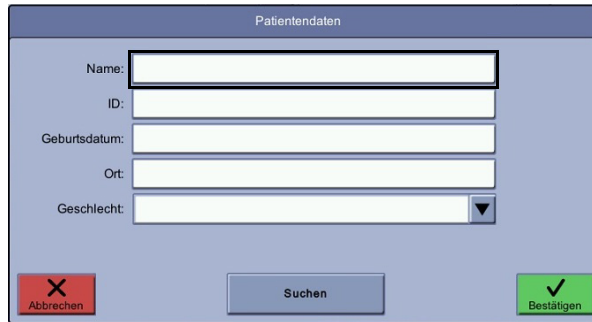 Patientendaten
Name:
ID:
Geburtsdatum:
Ort:
Geschlecht:
Abbrechen
Suchen
Bestätigen